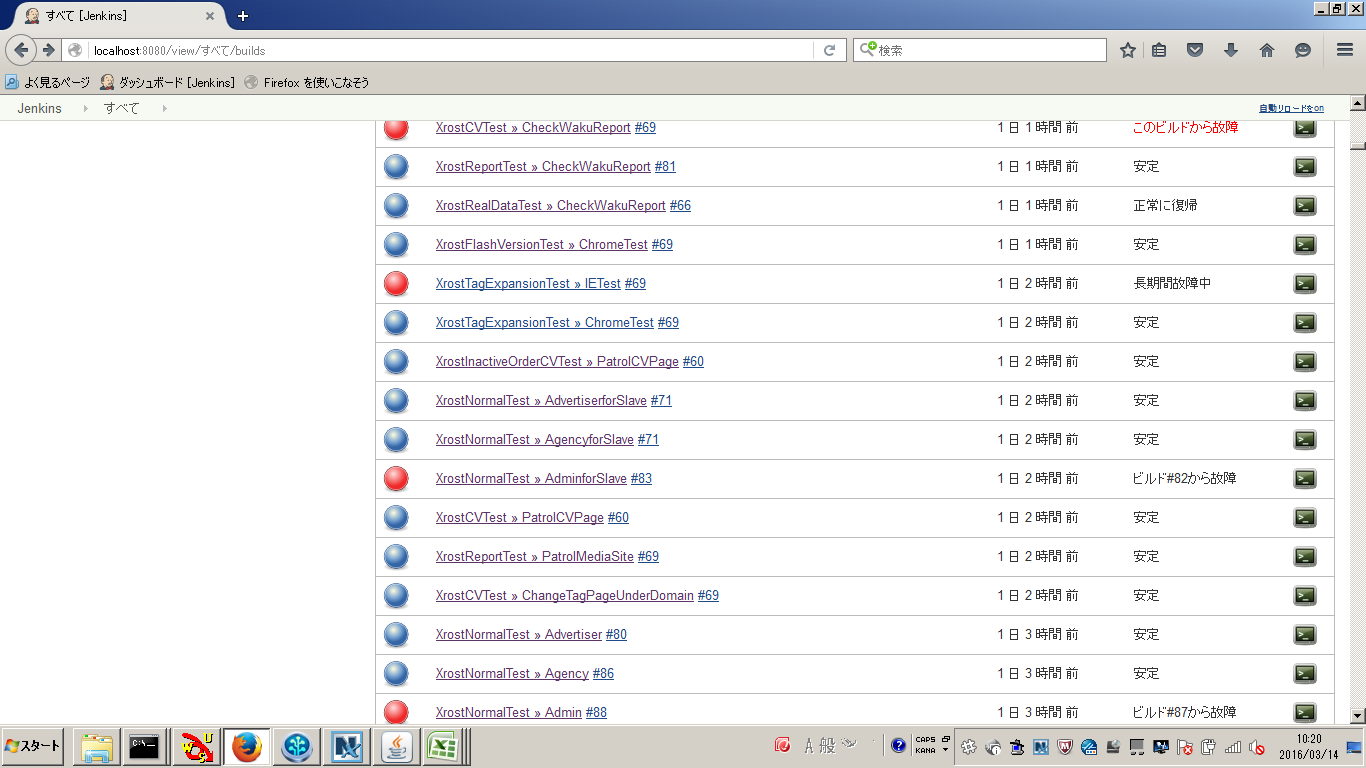 すべて [Jenkins]
localhost:8080/view/すべて/builds
検索
よく見るページ ダッシュボード [Jenkins] Firefox を使いこなそう
Jenkins すべて 自動リロードをon
XrostCVTest » CheckWakuReport #69 1 日 1 時間 前 このビルドから故障
XrostReportTest » CheckWakuReport #81 1 日 1 時間 前 安定
XrostRealDataTest » CheckWakuReport #66 1 日 1 時間 前 正常に復帰
XrostFlashVersionTest » ChromeTest #69 1 日 1 時間 前 安定
XrostTagExpansionTest » IETest #69 1 日 2 時間 前 長期間故障中
XrostTagExpansionTest » ChromeTest #69 1 日 2 時間 前 安定
XrostInactiveOrderCVTest » PatrolCVPage #60 1 日 2 時間 前 安定
XrostNormalTest » AdvertiserforSlave #71 1 日 2 時間 前 安定
XrostNormalTest » AgencyforSlave #71 1 日 2 時間 前 安定
XrostNormalTest » AdminforSlave #83 1 日 2 時間 前 ビルド#82から故障
XrostCVTest » PatrolCVPage #60 1 日 2 時間 前 安定
XrostReportTest » PatrolMediaSite #69 1 日 2 時間 前 安定
XrostCVTest » ChangeTagPageUnderDomain #69 1 日 2 時間 前 安定
XrostNormalTest » Advertiser #80 1 日 3 時間 前 安定
XrostNormalTest » Agency #86 1 日 3 時間 前 安定
XrostNormalTest » Admin #88 1 日 3 時間 前 ビルド#87から故障
スタート A 般 CAPS
KANA
10:20
2016/03/14